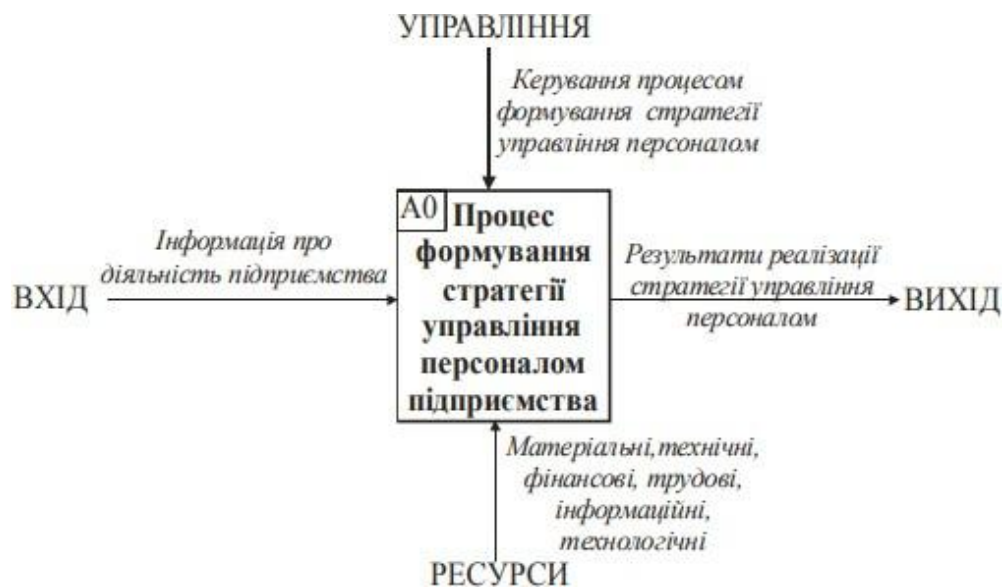 УПРАВЛІННЯ
Керування процесом
формування стратегії
управління персоналом
А0
Процес
формування
стратегії
управління
персоналом
підприємства
Інформація про
діяльність підприємства
ВХІД
Результати реалізації
стратегії управління
персоналом
ВИХІД
Матеріальні,технічні,
фінансові, трудові,
інформаційні,
технологічні
РЕСУРСИ